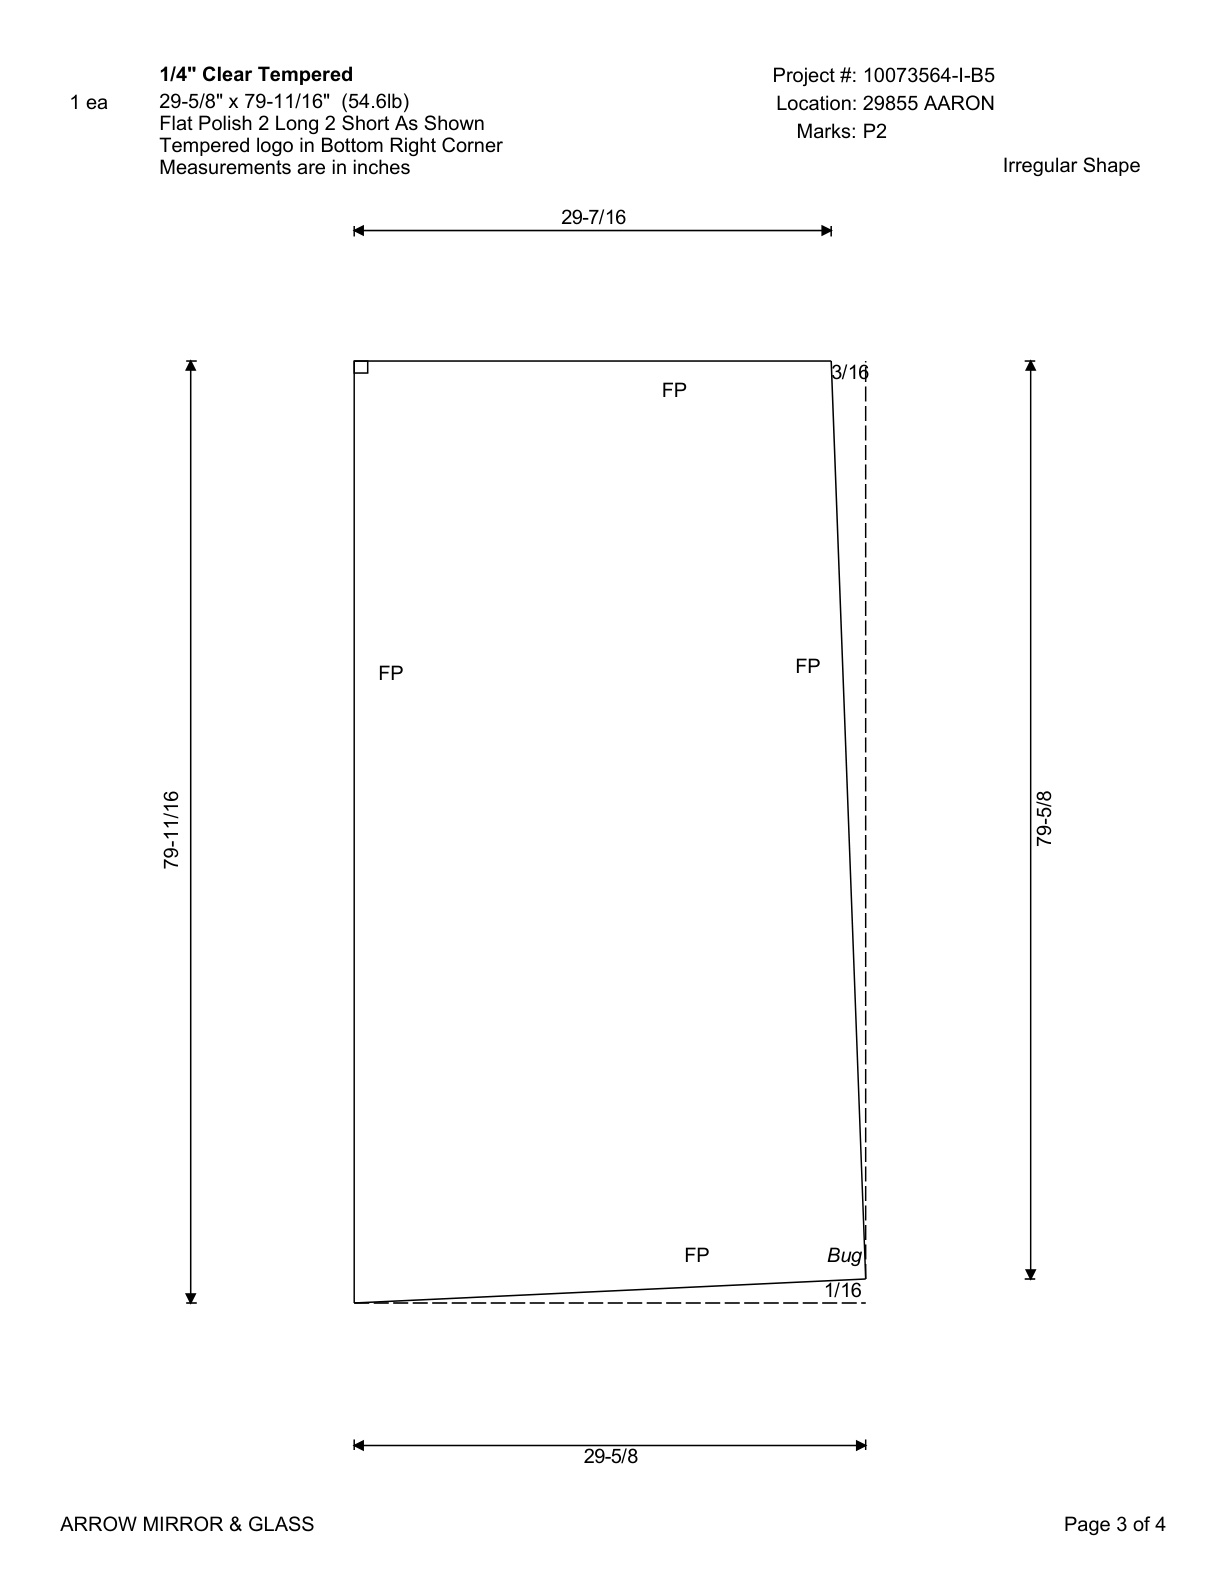 1/4" Clear Tempered
Project #: 10073564-I-B5
1 ea
29-5/8" x 79-11/16"  (54.6lb)
Location: 29855 AARON
Flat Polish 2 Long 2 Short As Shown
Marks: P2
Tempered logo in Bottom Right Corner
Measurements are in inches
Irregular Shape
29-7/16
3/16
FP
FP
FP
79-11/16
79-5/8
FP
Bug
1/16
29-5/8
ARROW MIRROR & GLASS
Page 3 of 4